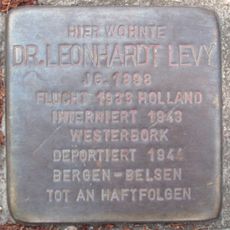 HIER WOHNTE
DR. LEONHARDT LEVY
JG. 1898
FLUCHT 1933 HOLLAND
INTERNIERT 1943
WESTERBORK
DEPORTIERT 1944
BERGEN-BELSEN
TOT AN HAFTFOLGEN